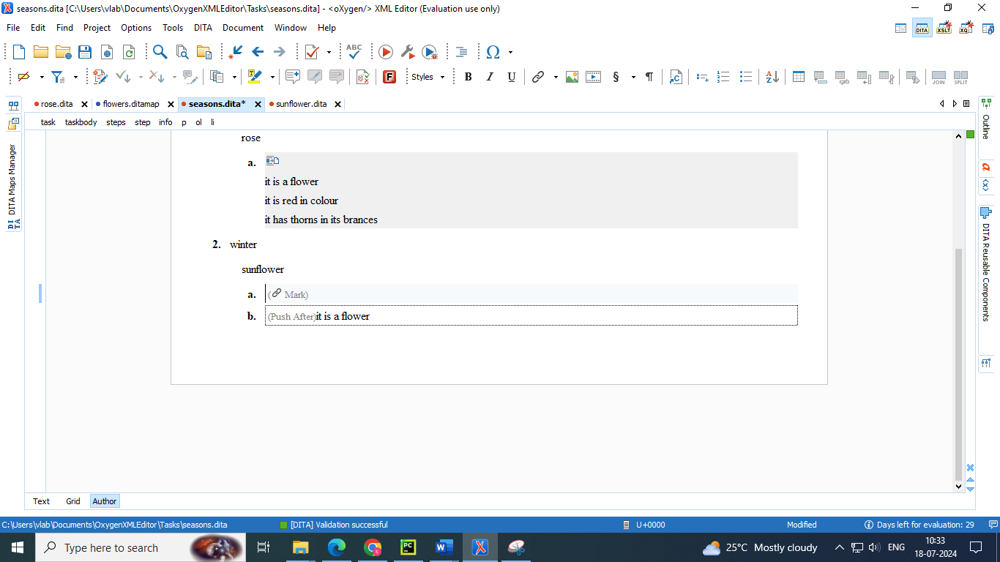 seasons.dita [C:\Users\vlab\Documents\OxygenXMLEditor\Tasks\seasons.dita] - <oXygen/> XML Editor (Evaluation use only)
File Edit Find Project Options Tools DITA Document Window Help
DITA XSLT XQ
ABC
Styles B I U § ¶ JOIN SPLIT
rose.dita flowers.ditamap seasons.dita* sunflower.dita
task taskbody steps step info p ol li
DITA Maps Manager
Outline
DITA Reusable Components
rose
a.
it is a flower
it is red in colour
it has thorns in its brances
2. winter
sunflower
a. ( Mark)
b. (Push After)it is a flower
Text Grid Author
C:\Users\vlab\Documents\OxygenXMLEditor\Tasks\seasons.dita [DITA] Validation successful U+0000 Modified Days left for evaluation: 29
Type here to search 25°C Mostly cloudy ENG 10:33
18-07-2024